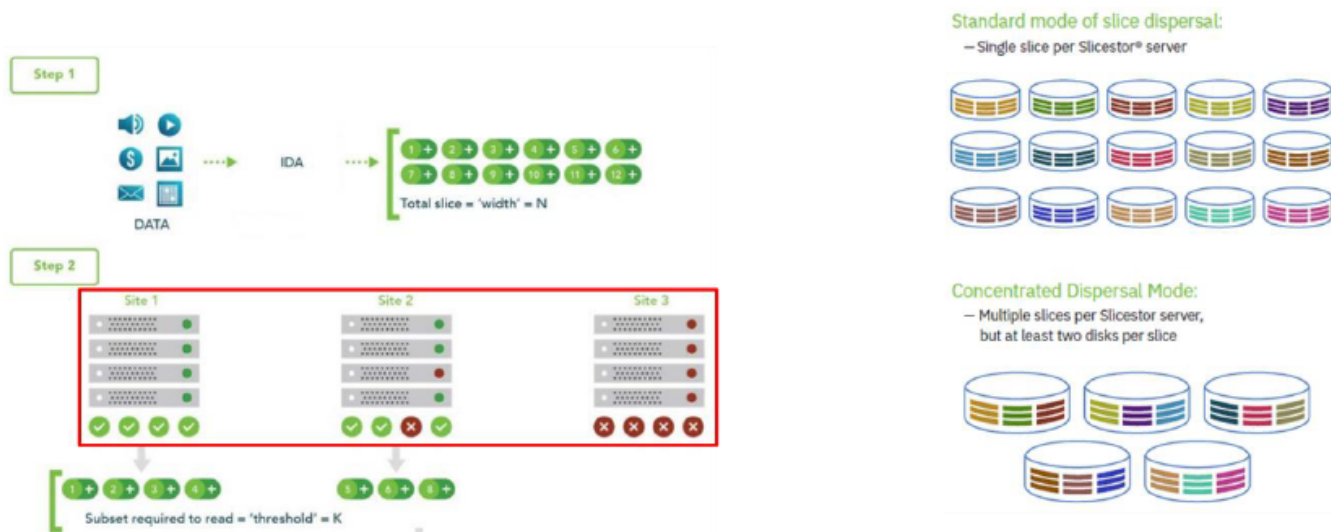 Step 1
DATA
IDA
1 + 2 + 3 + 4 + 5 + 6 +
7 + 8 + 9 + 10 + 11 + 12 +
Total slice = 'width' = N
Step 2
Site 1
Site 2
Site 3
1 + 2 + 3 + 4 +
5 + 6 + 8 +
Subset required to read = 'threshold' = K
Standard mode of slice dispersal:
— Single slice per Slicestor® server
Concentrated Dispersal Mode:
— Multiple slices per Slicestor server,
but at least two disks per slice